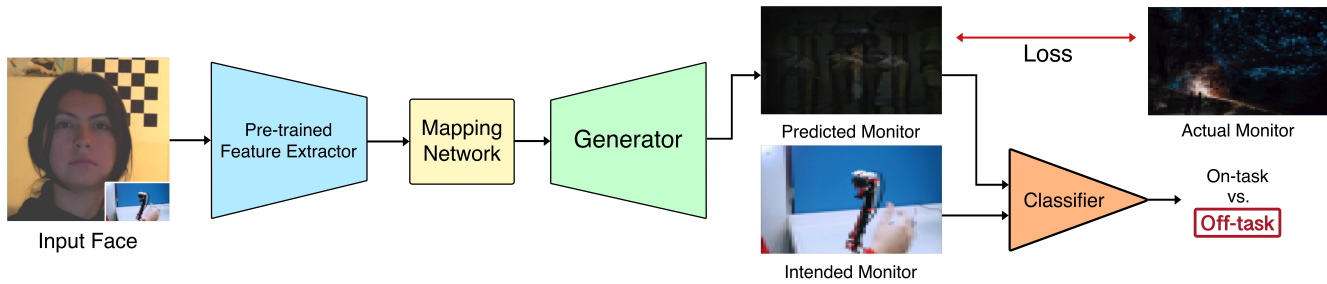 Input Face
Pre-trained
Feature Extractor
Mapping
Network
Generator
Predicted Monitor
Loss
Actual Monitor
Intended Monitor
Classifier
On-task
vs.
Off-task